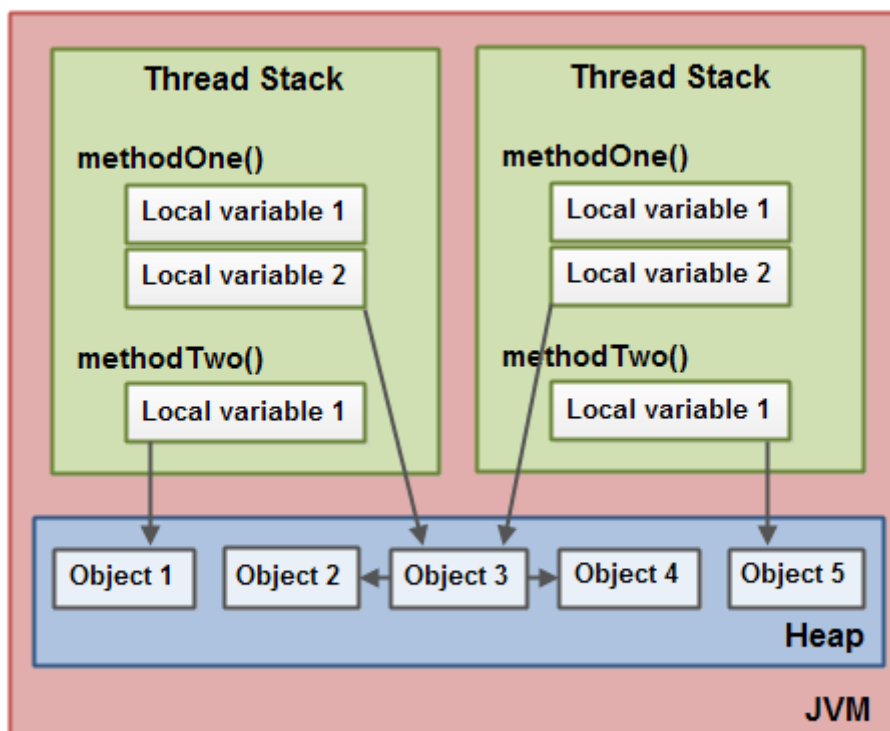 Thread Stack
methodOne()
Local variable 1
Local variable 2
methodTwo()
Local variable 1
Thread Stack
methodOne()
Local variable 1
Local variable 2
methodTwo()
Local variable 1
Object 1
Object 2
Object 3
Object 4
Object 5
Heap
JVM